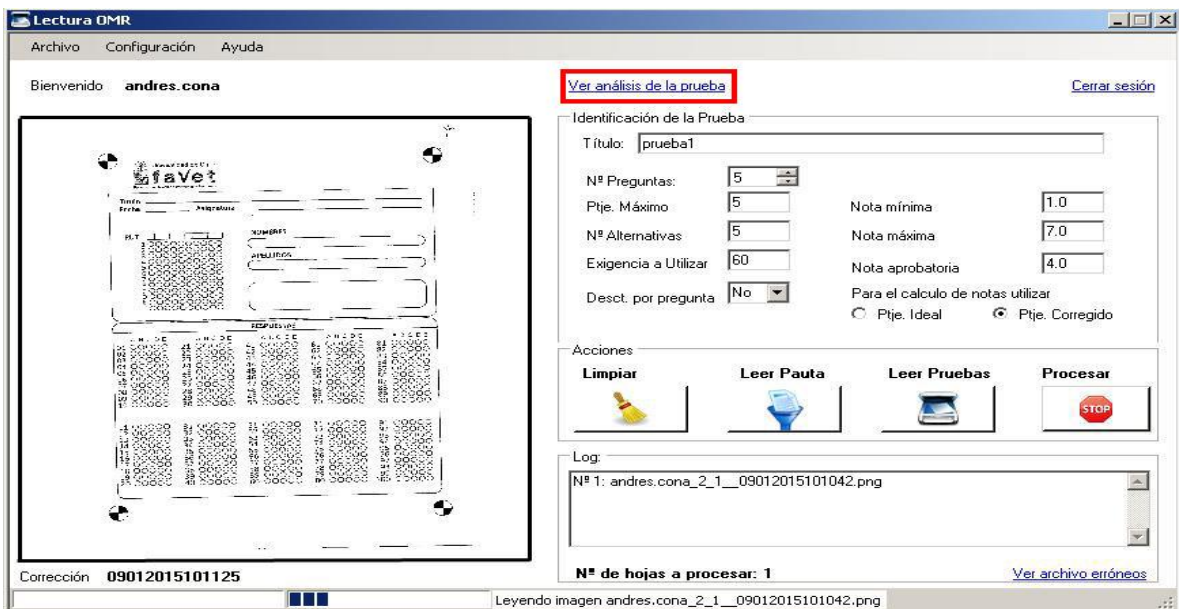 Lectura OMR
Archivo Configuración Ayuda
Bienvenido andres.cona
Ver análisis de la prueba
Cerrar sesión
faVet
NOMBRES
APELLIDOS
RUT
Asignatura
Identificación de la Prueba
Título: prueba1
Nº Preguntas: 5
Ptje. Máximo 5
Nota mínima 1.0
Nº Alternativas 5
Nota máxima 7.0
Exigencia a Utilizar 60
Nota aprobatoria 4.0
Desct. por pregunta No
Para el calculo de notas utilizar
Ptje. Ideal Ptje. Corregido
Acciones
Limpiar Leer Pauta Leer Pruebas Procesar
STOP
Log:
Nº 1: andres.cona_2_1__09012015101042.png
Corrección 09012015101125
Nº de hojas a procesar: 1
Ver archivo erróneos
Leyendo imagen andres.cona_2_1__09012015101042.png